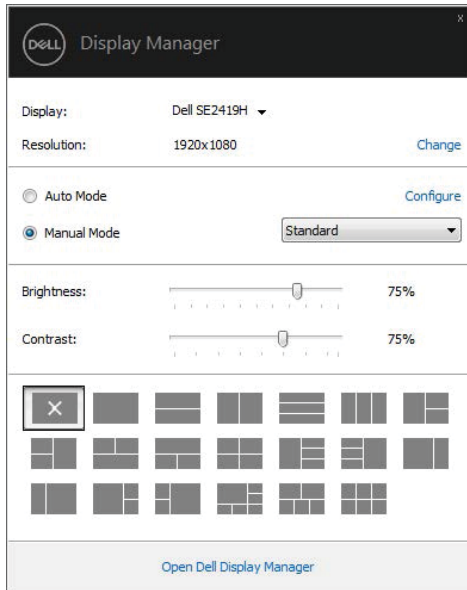 DELL Display Manager
x
Display: Dell SE2419H
Resolution: 1920x1080 Change
Auto Mode Configure
Manual Mode Standard
Brightness: 75%
Contrast: 75%
Open Dell Display Manager